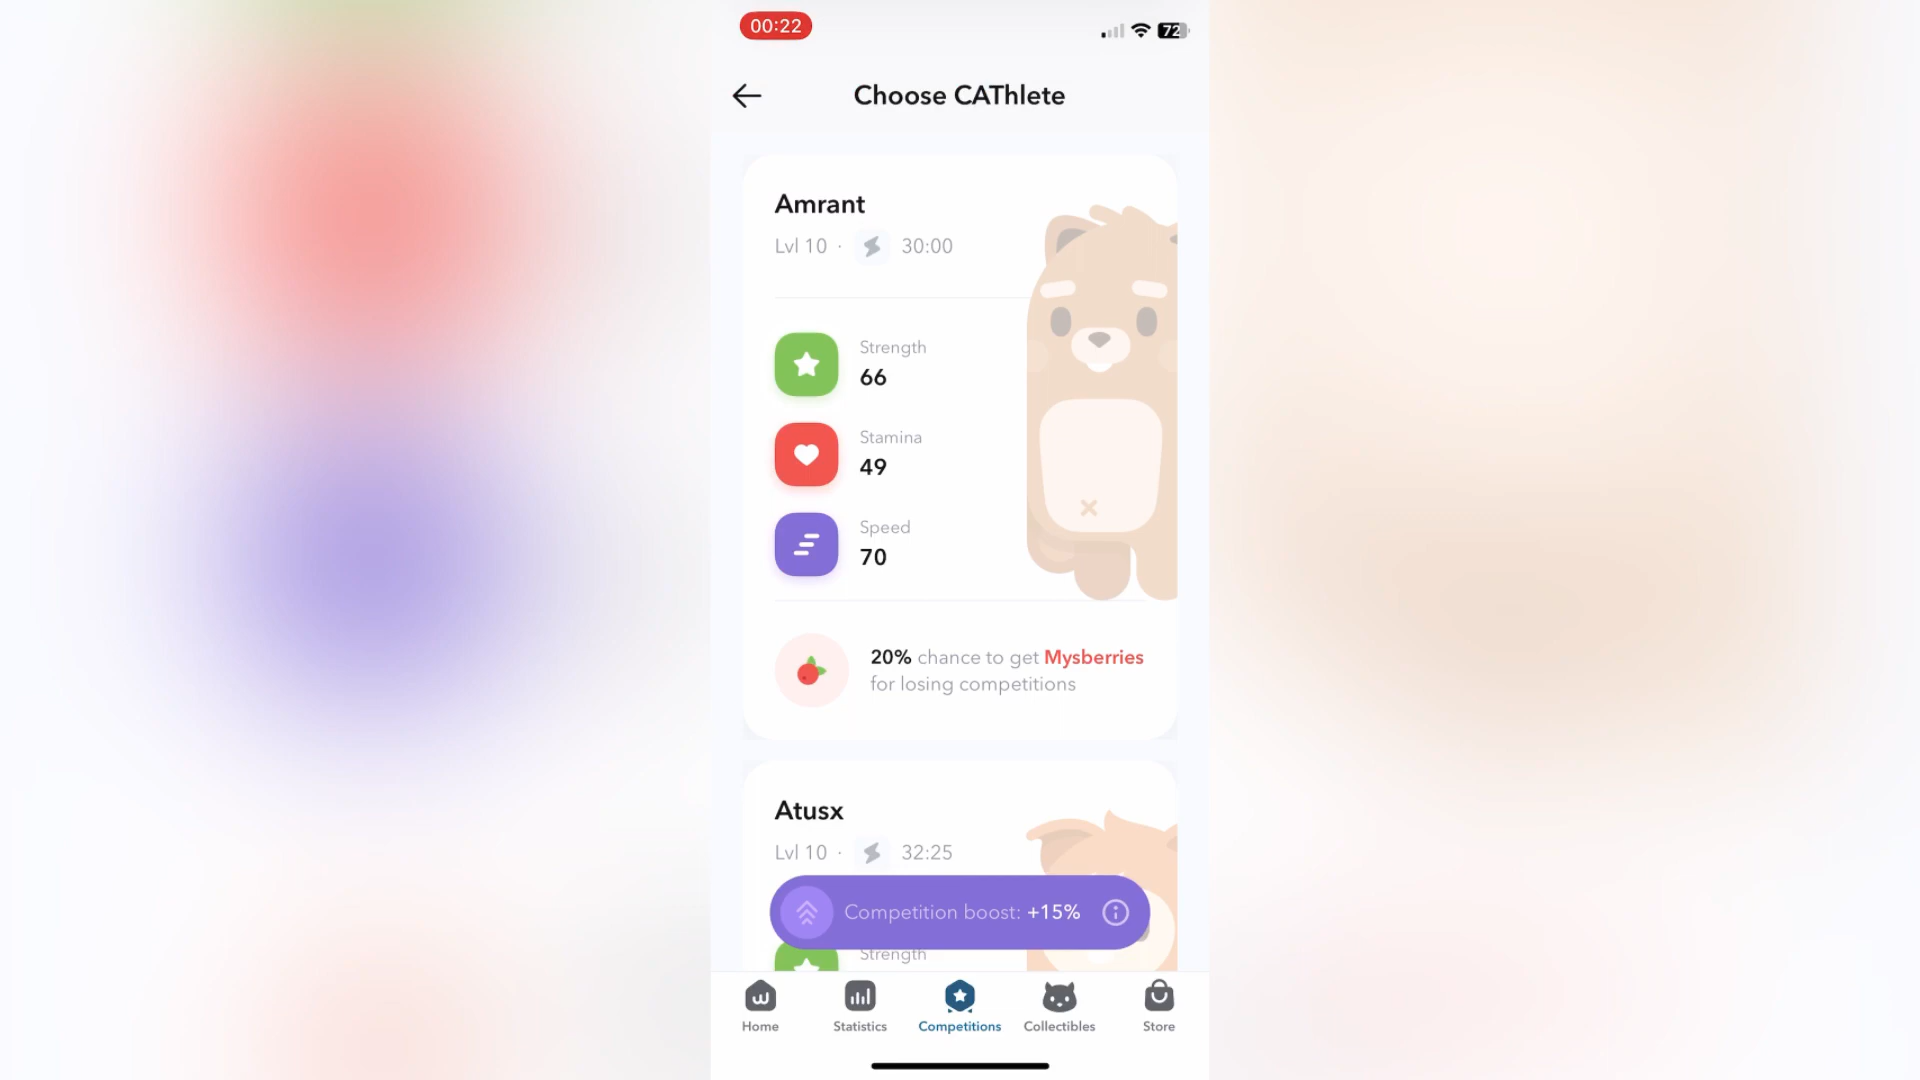 00:22
72
Choose CAThlete
Amrant
Lvl 10 · 30:00
Strength
66
Stamina
49
Speed
70
20% chance to get Mysberries
for losing competitions
Atusx
Lvl 10 · 32:25
Competition boost: +15%
Strength
Home Statistics Competitions Collectibles Store